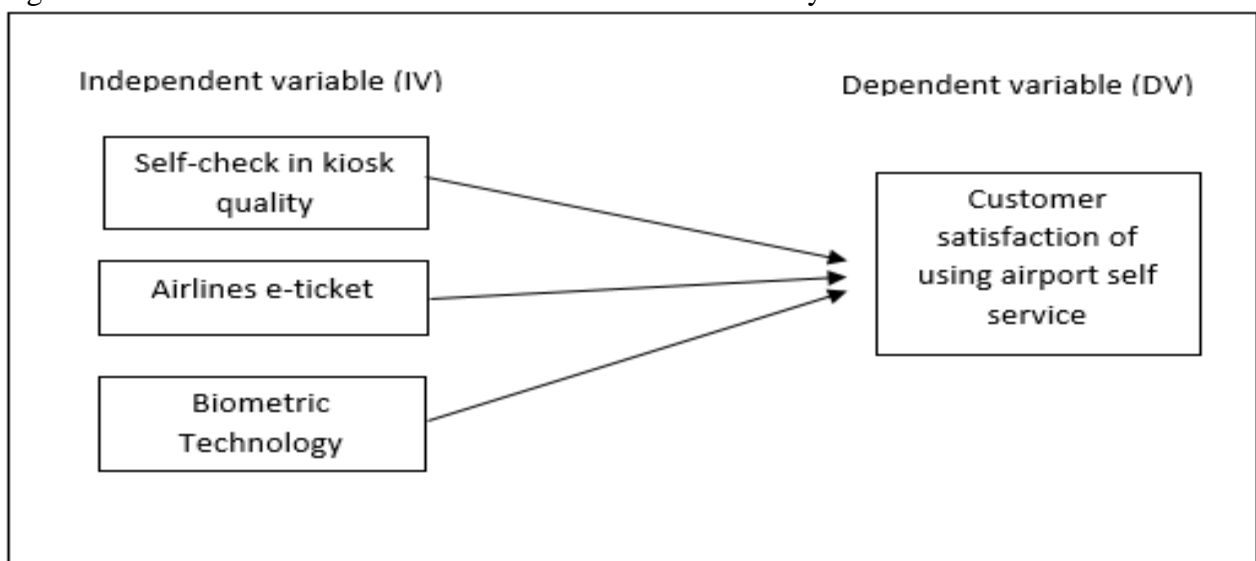 Independent variable (IV)
Dependent variable (DV)
Self-check in kiosk
quality
Airlines e-ticket
Biometric
Technology
Customer
satisfaction of
using airport self
service